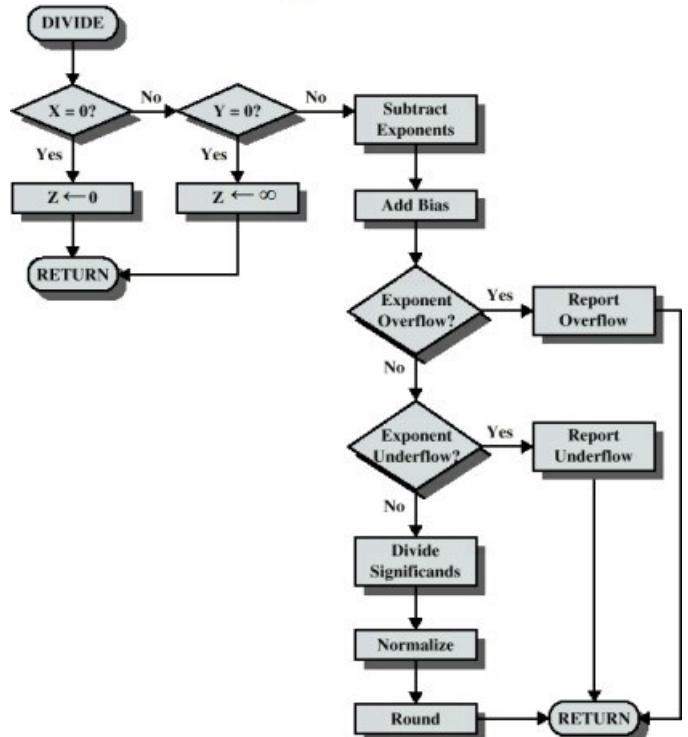 DIVIDE
X = 0?
No
Y = 0?
No
Subtract
Exponents
Yes
Yes
Z ← 0
Z ← ∞
Add Bias
RETURN
Exponent
Overflow?
Yes
Report
Overflow
No
Exponent
Underflow?
Yes
Report
Underflow
No
Divide
Significands
Normalize
Round
RETURN